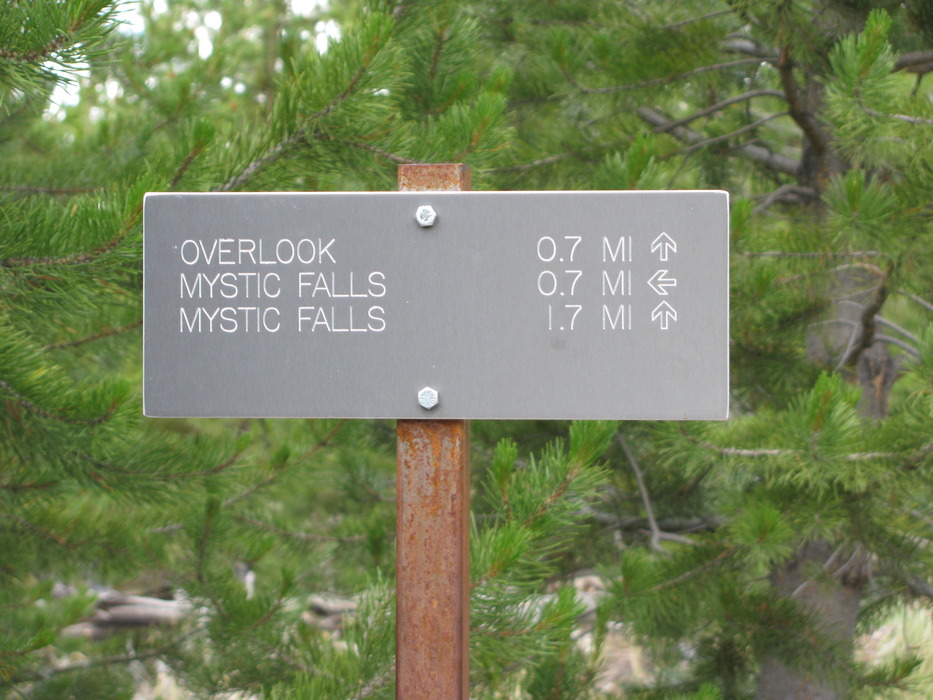 OVERLOOK 0.7 MI ↑
MYSTIC FALLS 0.7 MI ←
MYSTIC FALLS 1.7 MI ↑